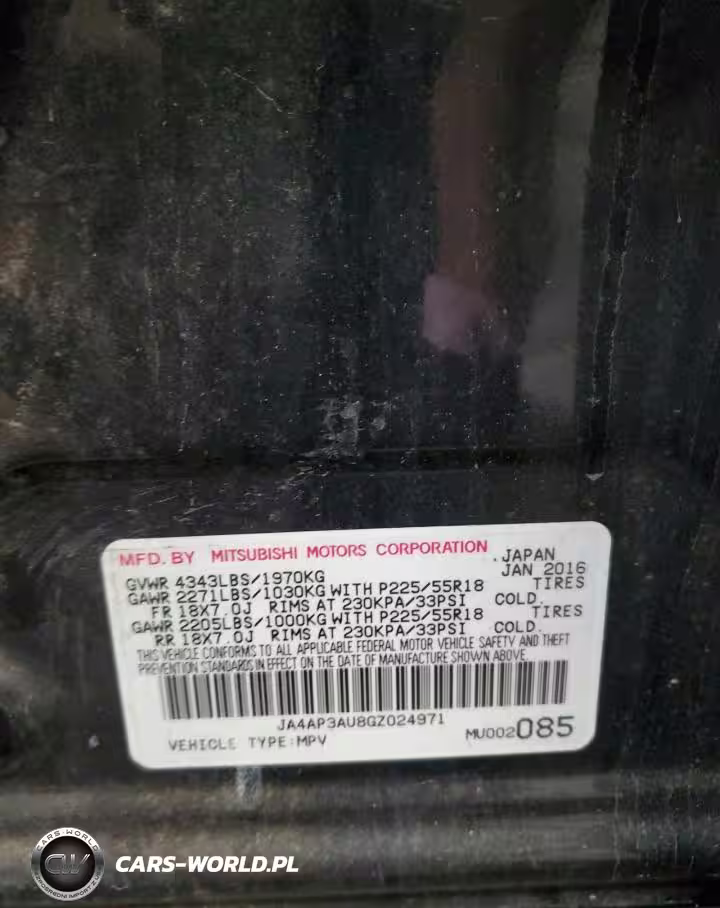 MFD. BY MITSUBISHI MOTORS CORPORATION . JAPAN
GVWR 4343LBS/1970KG JAN 2016
GAWR 2271LBS/1030KG WITH P225/55R18 TIRES
FR 18X7.0J RIMS AT 230KPA/33PSI COLD.
GAWR 2205LBS/1000KG WITH P225/55R18 TIRES
RR 18X7.0J RIMS AT 230KPA/33PSI COLD.
THIS VEHICLE CONFORMS TO ALL APPLICABLE FEDERAL MOTOR VEHICLE SAFETY AND THEFT
PREVENTION STANDARDS IN EFFECT ON THE DATE OF MANUFACTURE SHOWN ABOVE.
JA4AP3AU8GZ024971
VEHICLE TYPE:MPV MU002085
CARS-WORLD
CW
CARS-WORLD.PL